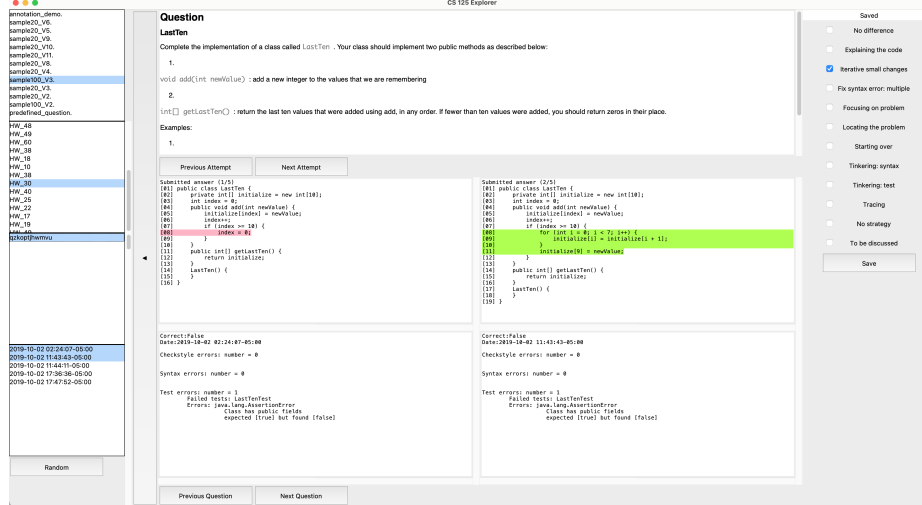 CS 125 Explorer
annotation_demo.
sample20_V6.
sample20_V5.
sample20_V9.
sample20_V10.
sample20_V11.
sample20_V8.
sample20_V4.
sample100_V3.
sample20_V3.
sample20_V2.
sample100_V2.
predefined_question.
HW_48
HW_49
HW_60
HW_38
HW_18
HW_10
HW_38
HW_30
HW_40
HW_25
HW_22
HW_17
HW_19
HW_49
qzkoptjhwmvu
2019-10-02 02:24:07-05:00
2019-10-02 11:43:43-05:00
2019-10-02 11:44:11-05:00
2019-10-02 17:36:36-05:00
2019-10-02 17:47:52-05:00
Random
Question
LastTen
Complete the implementation of a class called LastTen . Your class should implement two public methods as described below:
1.
void add(int newValue) : add a new integer to the values that we are remembering
2.
int[] getLastTen() : return the last ten values that were added using add, in any order. If fewer than ten values were added, you should return zeros in their place.
Examples:
1.
Previous Attempt
Next Attempt
Submitted answer (1/5)
[01] public class LastTen {
[02] private int[] initialize = new int[10];
[03] int index = 0;
[04] public void add(int newValue) {
[05] initialize[index] = newValue;
[06] index++;
[07] if (index >= 10) {
[08] index = 0;
[09] }
[10] }
[11] public int[] getLastTen() {
[12] return initialize;
[13] }
[14] LastTen() {
[15] }
[16] }
Submitted answer (2/5)
[01] public class LastTen {
[02] private int[] initialize = new int[10];
[03] int index = 0;
[04] public void add(int newValue) {
[05] initialize[index] = newValue;
[06] index++;
[07] if (index >= 10) {
[08] for (int i = 0; i < 7; i++) {
[09] initialize[i] = initialize[i + 1];
[10] }
[11] initialize[9] = newValue;
[12] }
[13] }
[14] public int[] getLastTen() {
[15] return initialize;
[16] }
[17] LastTen() {
[18] }
[19] }
Correct:False
Date:2019-10-02 02:24:07-05:00
Checkstyle errors: number = 0
Syntax errors: number = 0
Test errors: number = 1
Failed tests: LastTenTest
Errors: java.lang.AssertionError
Class has public fields
expected [true] but found [false]
Correct:False
Date:2019-10-02 11:43:43-05:00
Checkstyle errors: number = 0
Syntax errors: number = 0
Test errors: number = 1
Failed tests: LastTenTest
Errors: java.lang.AssertionError
Class has public fields
expected [true] but found [false]
Previous Question
Next Question
Saved
No difference
Explaining the code
Iterative small changes
Fix syntax error: multiple
Focusing on problem
Locating the problem
Starting over
Tinkering: syntax
Tinkering: test
Tracing
No strategy
To be discussed
Save